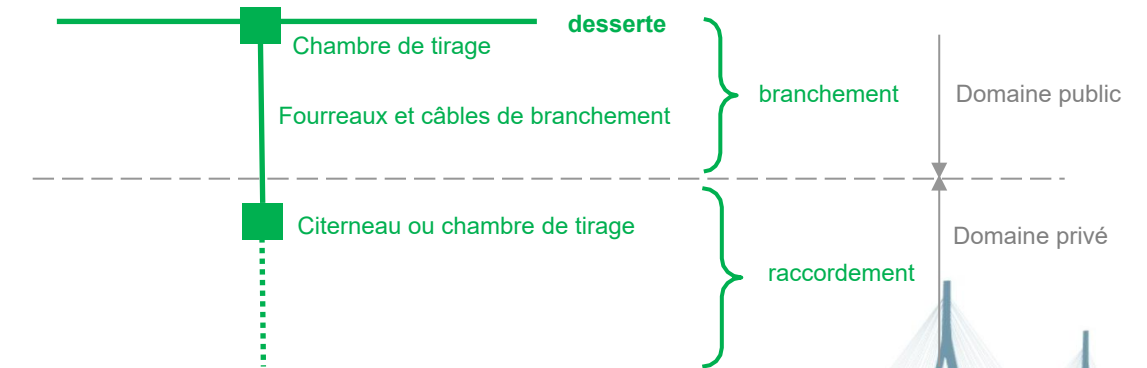 desserte
Chambre de tirage
branchement
Domaine public
Fourreaux et câbles de branchement
Citerneau ou chambre de tirage
Domaine privé
raccordement